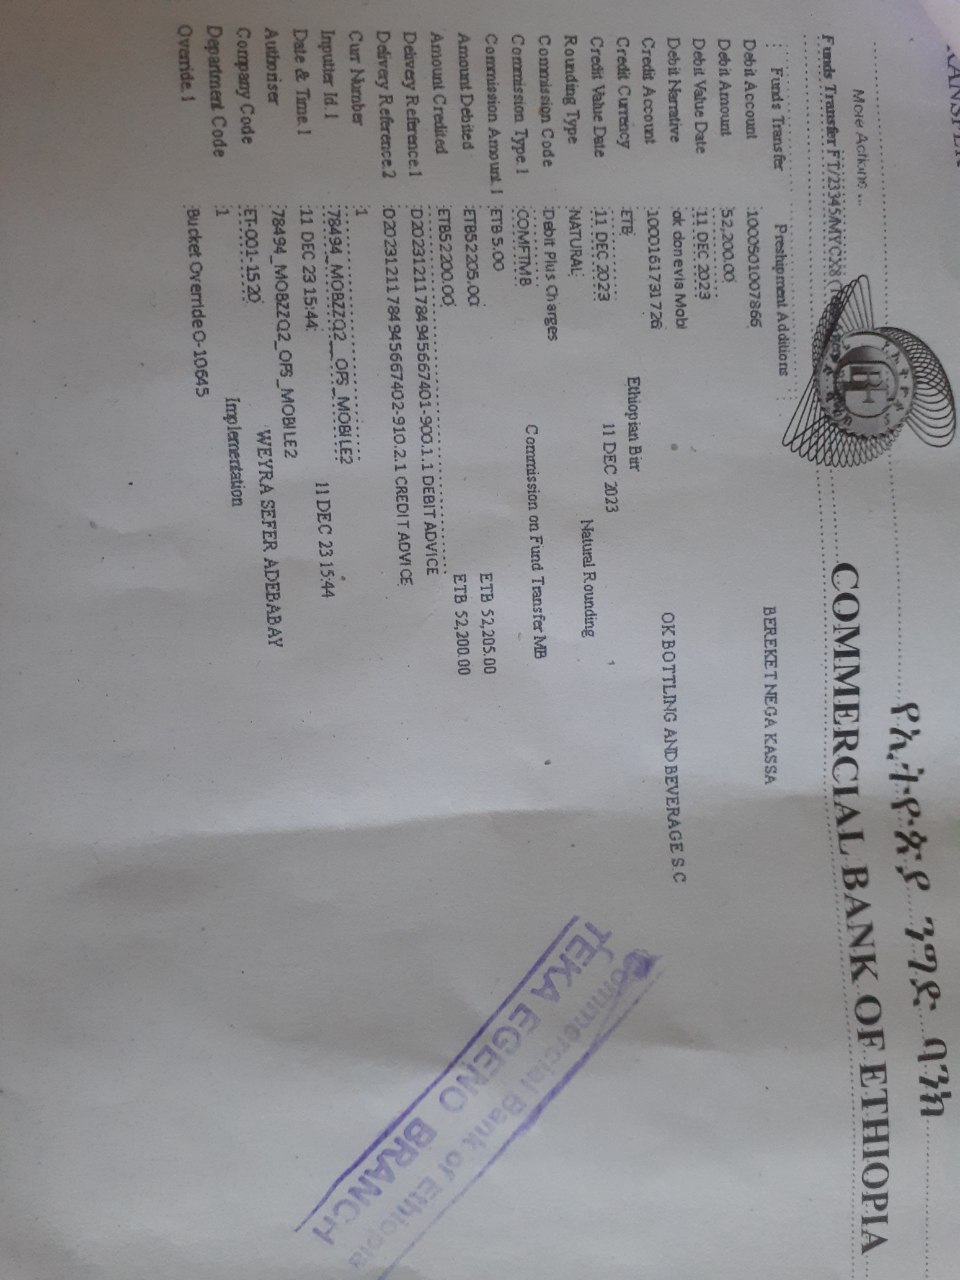 የኢትዮጵያ ንግድ ባንክ
COMMERCIAL BANK OF ETHIOPIA
More Actions ...
Funds Transfer FT/23345/MYCX8
: Funds Transfer Preshipment Additions :
Debit Account :1000501007866 BEREKET NEGA KASSA
Debit Amount :52,200.00
Debit Value Date :11 DEC 2023
Debit Narrative :ok donevia Mobi
Credit Account :1000161731726 OK BOTTLING AND BEVERAGE S.C
Credit Currency :ETB Ethiopian Birr
Credit Value Date :11 DEC 2023 11 DEC 2023
Rounding Type :NATURAL Natural Rounding
Commission Code :Debit Plus Charges
Commission Type.1 :COMFTMB Commission on Fund Transfer MB
Commission Amount.1 :ETB 5.00
Amount Debited :ETB52205.00 ETB 52,205.00
Amount Credited :ETB52200.00 ETB 52,200.00
Delivery Reference.1 :D20231211784945667401-900.1.1 DEBIT ADVICE
Delivery Reference.2 :D20231211784945667402-910.2.1 CREDIT ADVICE
Curr Number :1
Inputter Id.1 :78494_MOBZZQ2__OFS_MOBILE2
Date & Time.1 :11 DEC 23 15:44 11 DEC 23 15:44
Authoriser :78494_MOBZZQ2_OFS_MOBILE2
Company Code :ET-001-1520 WEYRA SEFER ADEBABAY
Department Code :1 Implementation
Override.1 :Bucket Override O-10645
Commercial Bank of Ethiopia
TEKA EGENO BRANCH